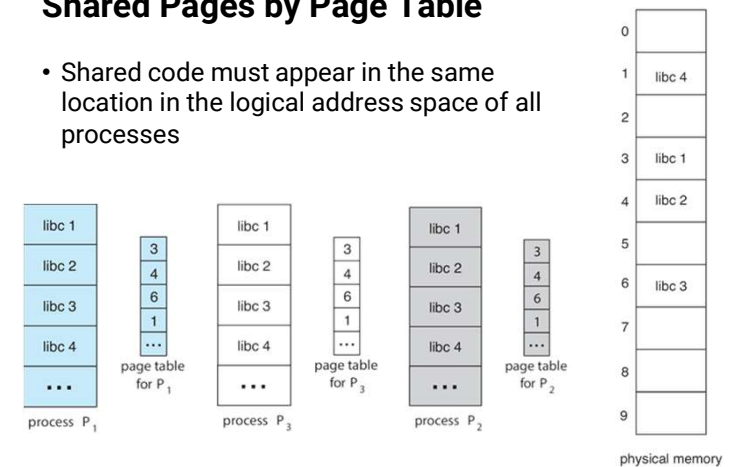 Shared Pages by Page Table
• Shared code must appear in the same
location in the logical address space of all
processes
libc 1
libc 2
libc 3
libc 4
...
process P1
3
4
6
1
...
page table
for P1
libc 1
libc 2
libc 3
libc 4
...
process P3
3
4
6
1
...
page table
for P3
libc 1
libc 2
libc 3
libc 4
...
process P2
3
4
6
1
...
page table
for P2
0
1 libc 4
2
3 libc 1
4 libc 2
5
6 libc 3
7
8
9
physical memory